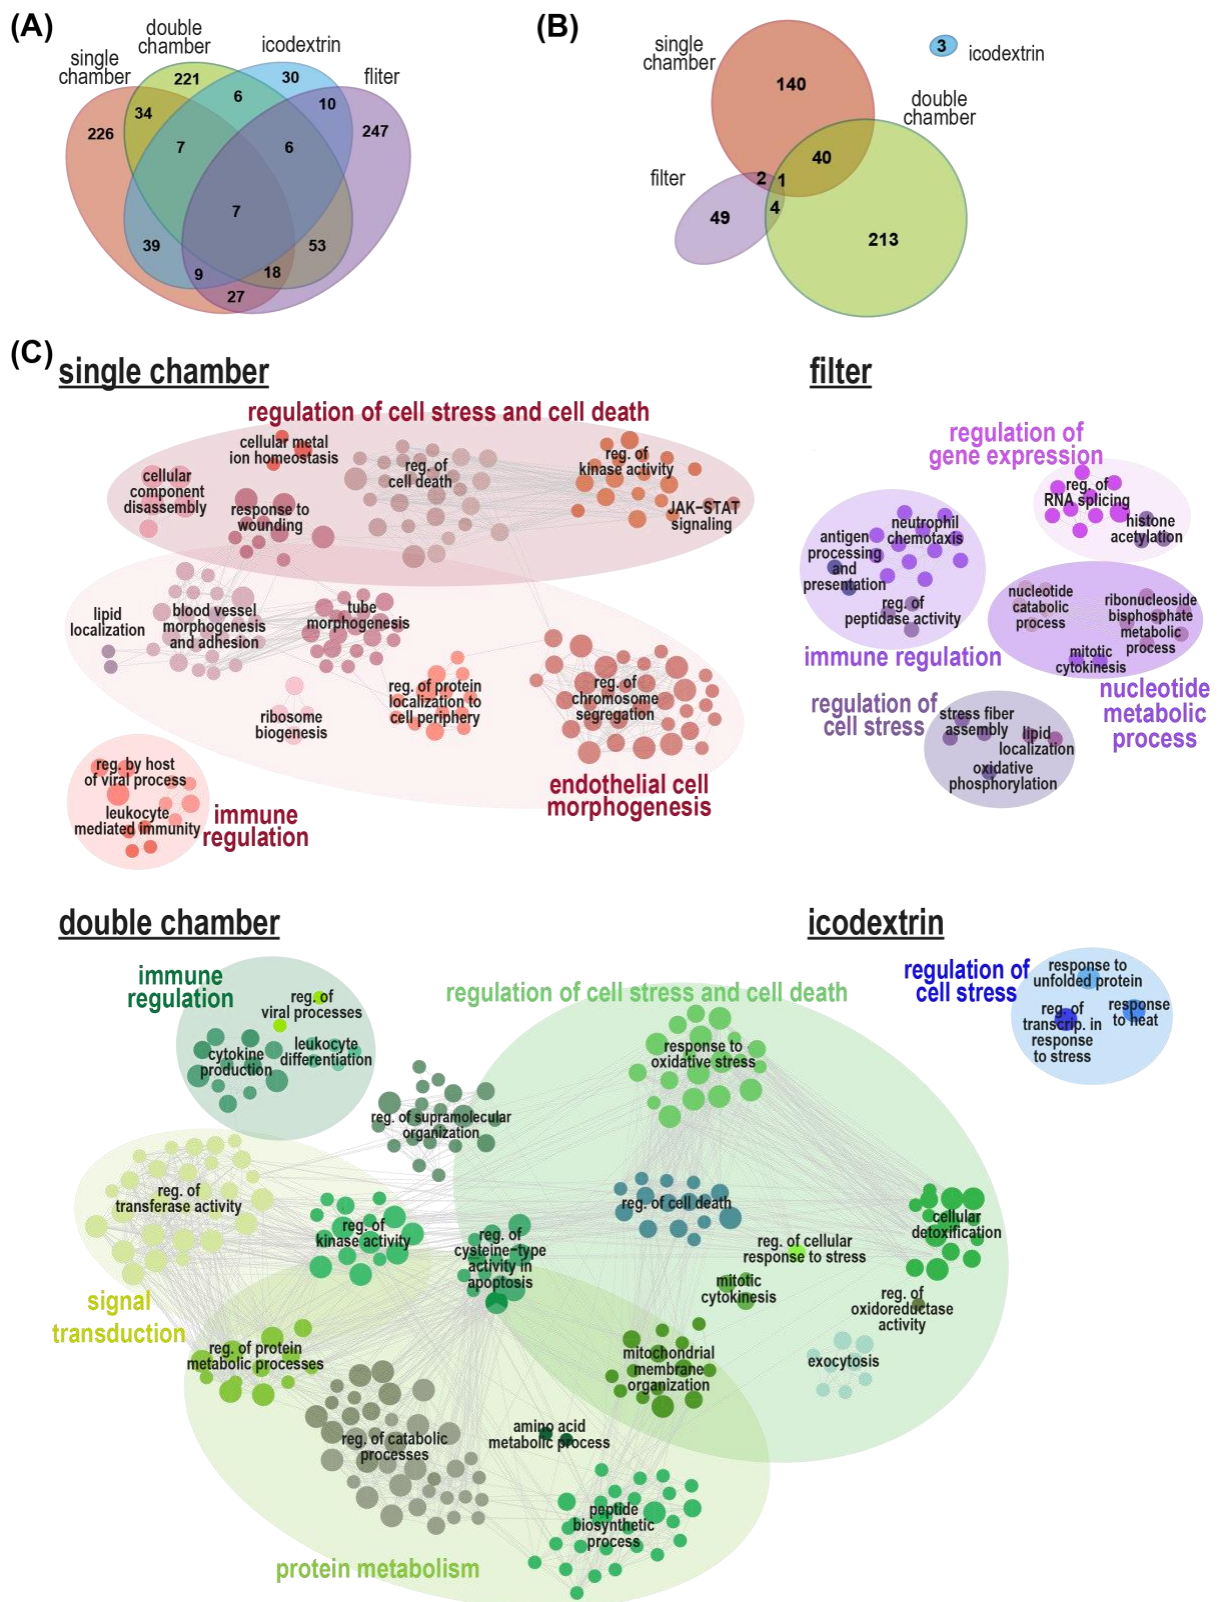 (A)
single
chamber
double
chamber
icodextrin
fliter
226
34
221
6
30
10
247
7
6
7
39
9
18
53
27
(B)
single
chamber
140
3
icodextrin
double
chamber
40
filter
2
1
4
49
213
(C)
single chamber
regulation of cell stress and cell death
cellular metal
ion homeostasis
cellular
component
disassembly
response to
wounding
reg. of
cell death
reg. of
kinase activity
JAK-STAT
signaling
lipid
localization
blood vessel
morphogenesis
and adhesion
tube
morphogenesis
ribosome
biogenesis
reg. of protein
localization to
cell periphery
reg. of
chromosome
segregation
endothelial cell
morphogenesis
reg. by host
of viral process
leukocyte
mediated immunity
immune
regulation
filter
regulation of
gene expression
reg. of
RNA splicing
histone
acetylation
neutrophil
chemotaxis
antigen
processing
and
presentation
reg. of
peptidase activity
immune regulation
nucleotide
catabolic
process
ribonucleoside
bisphosphate
metabolic
process
mitotic
cytokinesis
nucleotide
metabolic
process
regulation of
cell stress
stress fiber
assembly
lipid
localization
oxidative
phosphorylation
double chamber
immune
regulation
reg. of
viral processes
cytokine
production
leukocyte
differentiation
regulation of cell stress and cell death
response to
oxidative stress
reg. of supramolecular
organization
reg. of
transferase activity
reg. of
kinase activity
reg. of
cysteine-type
activity in
apoptosis
reg. of cell death
cellular
detoxification
reg. of cellular
response to stress
mitotic
cytokinesis
reg. of
oxidoreductase
activity
signal
transduction
reg. of protein
metabolic processes
mitochondrial
membrane
organization
exocytosis
reg. of catabolic
processes
amino acid
metabolic process
peptide
biosynthetic
process
protein metabolism
icodextrin
regulation of
cell stress
response to
unfolded protein
reg. of
transcrip. in
response
to stress
response
to heat